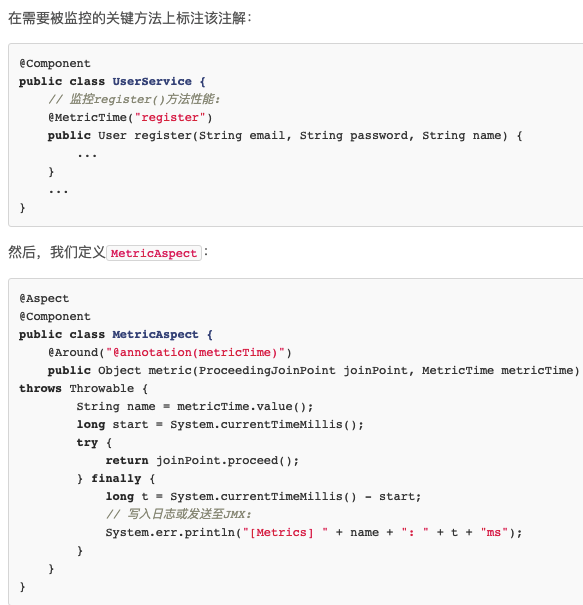 在需要被监控的关键方法上标注该注解：
@Component
public class UserService {
    // 监控register()方法性能:
    @MetricTime("register")
    public User register(String email, String password, String name) {
        ...
    }
    ...
}
然后，我们定义MetricAspect：
@Aspect
@Component
public class MetricAspect {
    @Around("@annotation(metricTime)")
    public Object metric(ProceedingJoinPoint joinPoint, MetricTime metricTime)
throws Throwable {
        String name = metricTime.value();
        long start = System.currentTimeMillis();
        try {
            return joinPoint.proceed();
        } finally {
            long t = System.currentTimeMillis() - start;
            // 写入日志或发送至JMX:
            System.err.println("[Metrics] " + name + ": " + t + "ms");
        }
    }
}